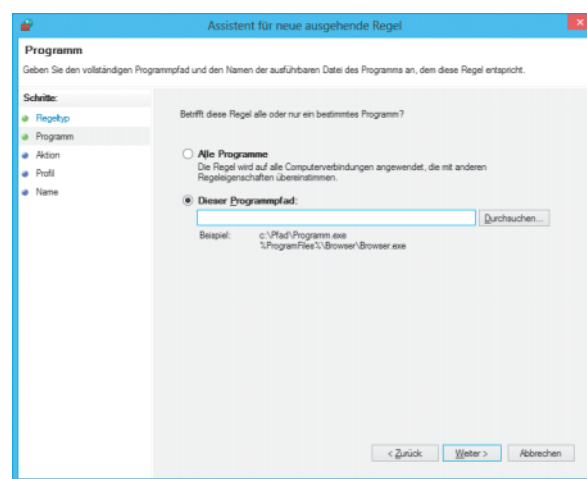 Assistent für neue ausgehende Regel
Programm
Geben Sie den vollständigen Programmpfad und den Namen der ausführbaren Datei des Programms an, dem diese Regel entspricht.
Schritte:
Regeltyp
Programm
Aktion
Profil
Name
Betrifft diese Regel alle oder nur ein bestimmtes Programm?
Alle Programme
Die Regel wird auf alle Computerverbindungen angewendet, die mit anderen
Regeleigenschaften übereinstimmen.
Dieser Programmpfad:
Durchsuchen...
Beispiel: c:\Pfad\Programm.exe
%ProgramFiles%\Browser\Browser.exe
< Zurück Weiter > Abbrechen